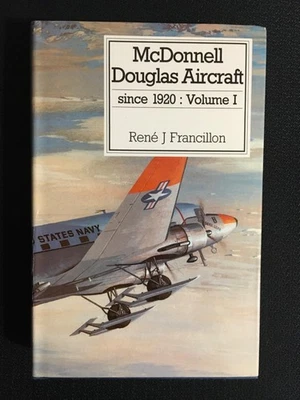 McDonnell
Douglas Aircraft
since 1920 : Volume I
René J Francillon
STATES NAVY